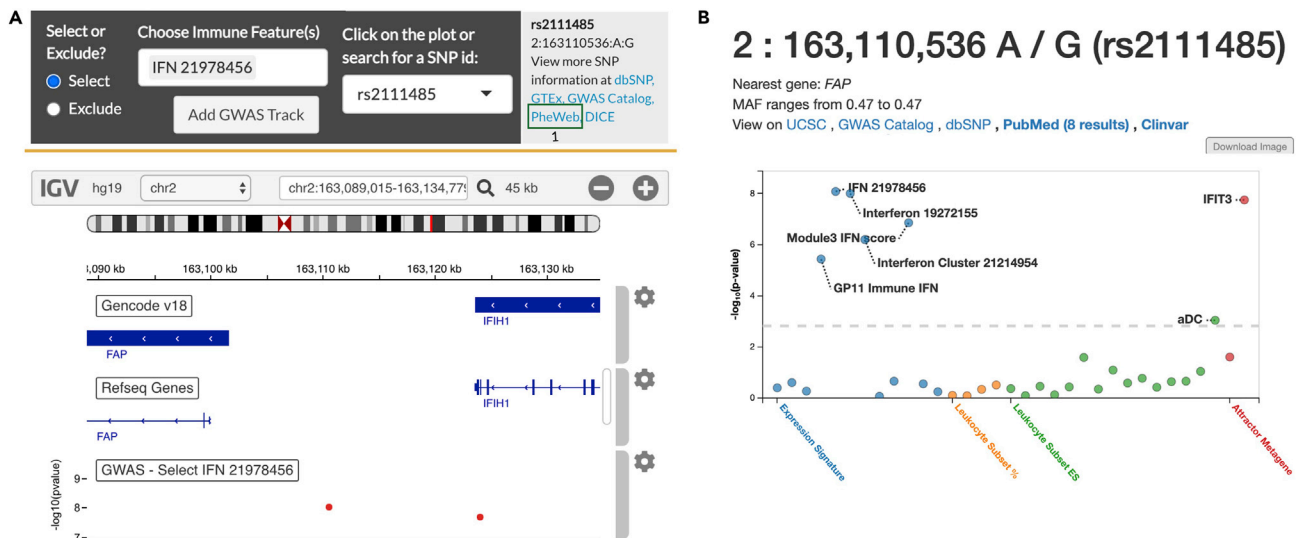 A
Select or
Exclude?
Select
Exclude
Choose Immune Feature(s)
IFN 21978456
Add GWAS Track
Click on the plot or
search for a SNP id:
rs2111485
rs2111485
2:163110536:A:G
View more SNP
information at dbSNP,
GTEx, GWAS Catalog,
PheWeb, DICE
1
IGV hg19 chr2 chr2:163,089,015-163,134,779 45 kb
,090 kb 163,100 kb 163,110 kb 163,120 kb 163,130 kb
Gencode v18
IFIH1
FAP
Refseq Genes
IFIH1
FAP
GWAS - Select IFN 21978456
-log10(pvalue)
9
8
7
B
2 : 163,110,536 A / G (rs2111485)
Nearest gene: FAP
MAF ranges from 0.47 to 0.47
View on UCSC , GWAS Catalog , dbSNP , PubMed (8 results) , Clinvar
Download Image
-log10(p-value)
8
6
4
2
0
IFN 21978456
Interferon 19272155
Module3 IFN score
Interferon Cluster 21214954
GP11 Immune IFN
IFIT3
aDC
Expression Signature
Leukocyte Subset %
Leukocyte Subset ES
Attractor Metagene